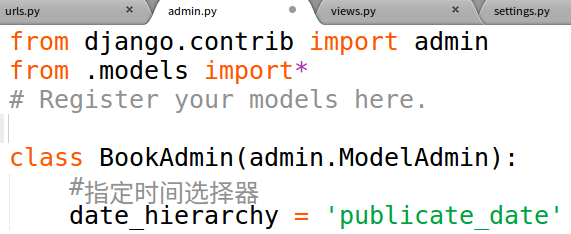 urls.py × admin.py views.py × settings.py
from django.contrib import admin
from .models import*
# Register your models here.
class BookAdmin(admin.ModelAdmin):
#指定时间选择器
date_hierarchy = 'publicate_date'